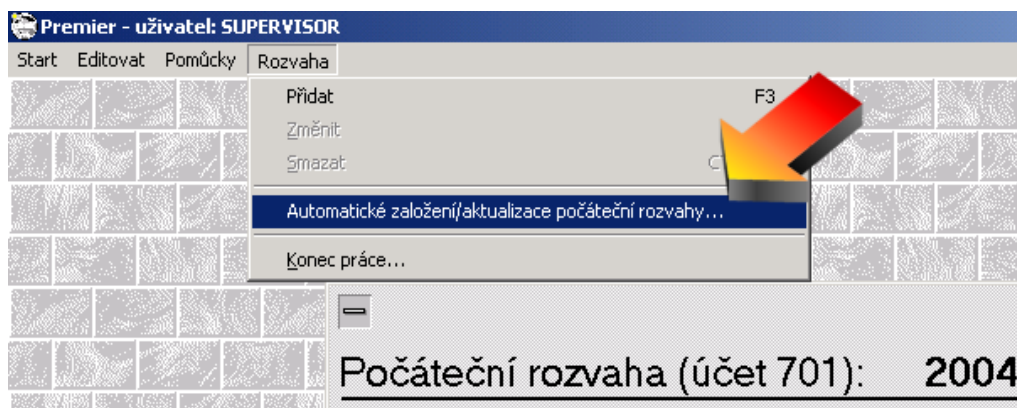 Premier - uživatel: SUPERVISOR
Start Editovat Pomůcky Rozvaha
Přidat F3
Změnit
Smazat
Automatické založení/aktualizace počáteční rozvahy...
Konec práce...
Počáteční rozvaha (účet 701): 2004